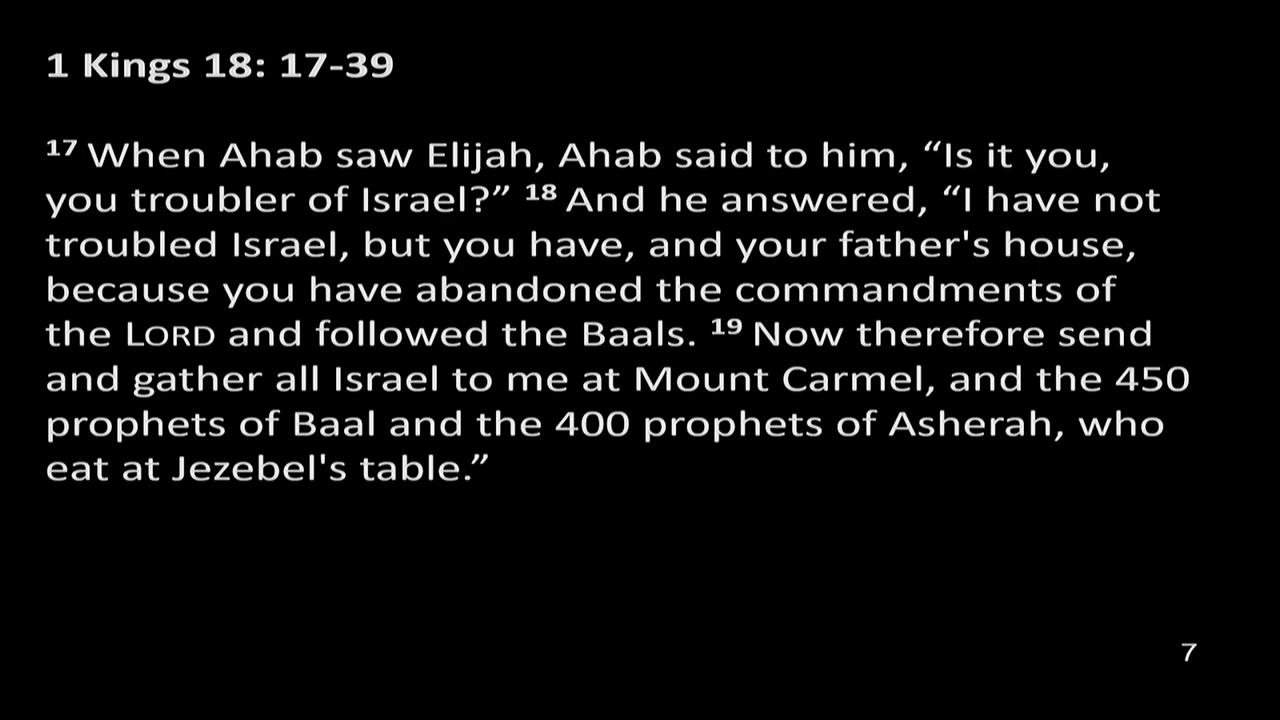 1 Kings 18: 17-39
17 When Ahab saw Elijah, Ahab said to him, “Is it you,
you troubler of Israel?” 18 And he answered, “I have not
troubled Israel, but you have, and your father's house,
because you have abandoned the commandments of
the LORD and followed the Baals. 19 Now therefore send
and gather all Israel to me at Mount Carmel, and the 450
prophets of Baal and the 400 prophets of Asherah, who
eat at Jezebel's table.”
7